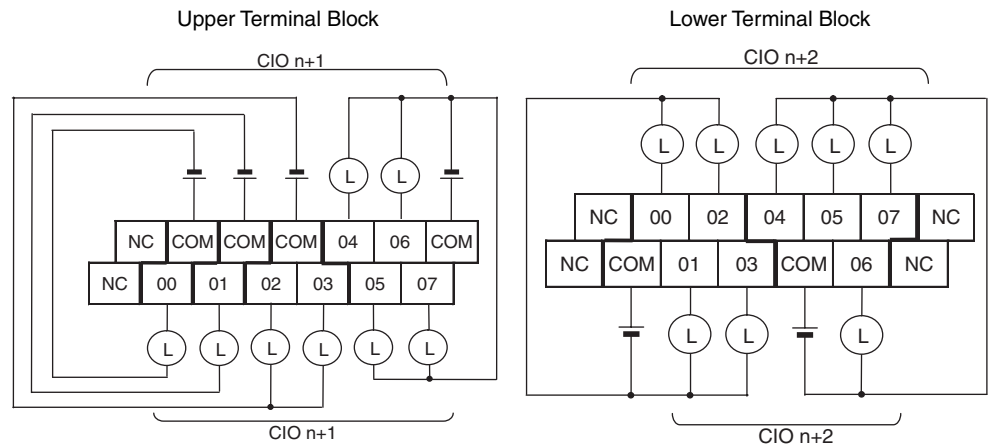 Upper Terminal Block
Lower Terminal Block
CIO n+1
CIO n+2
L L
L L L L L
NC COM COM COM 04 06 COM
NC 00 01 02 03 05 07
NC 00 02 04 05 07 NC
NC COM 01 03 COM 06 NC
L L L L L L
L L L
CIO n+1
CIO n+2